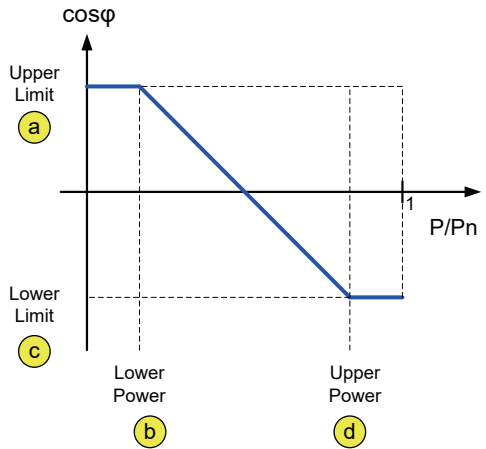 cosφ
Upper
Limit
a
1
P/Pn
Lower
Limit
c
Lower
Power
b
Upper
Power
d